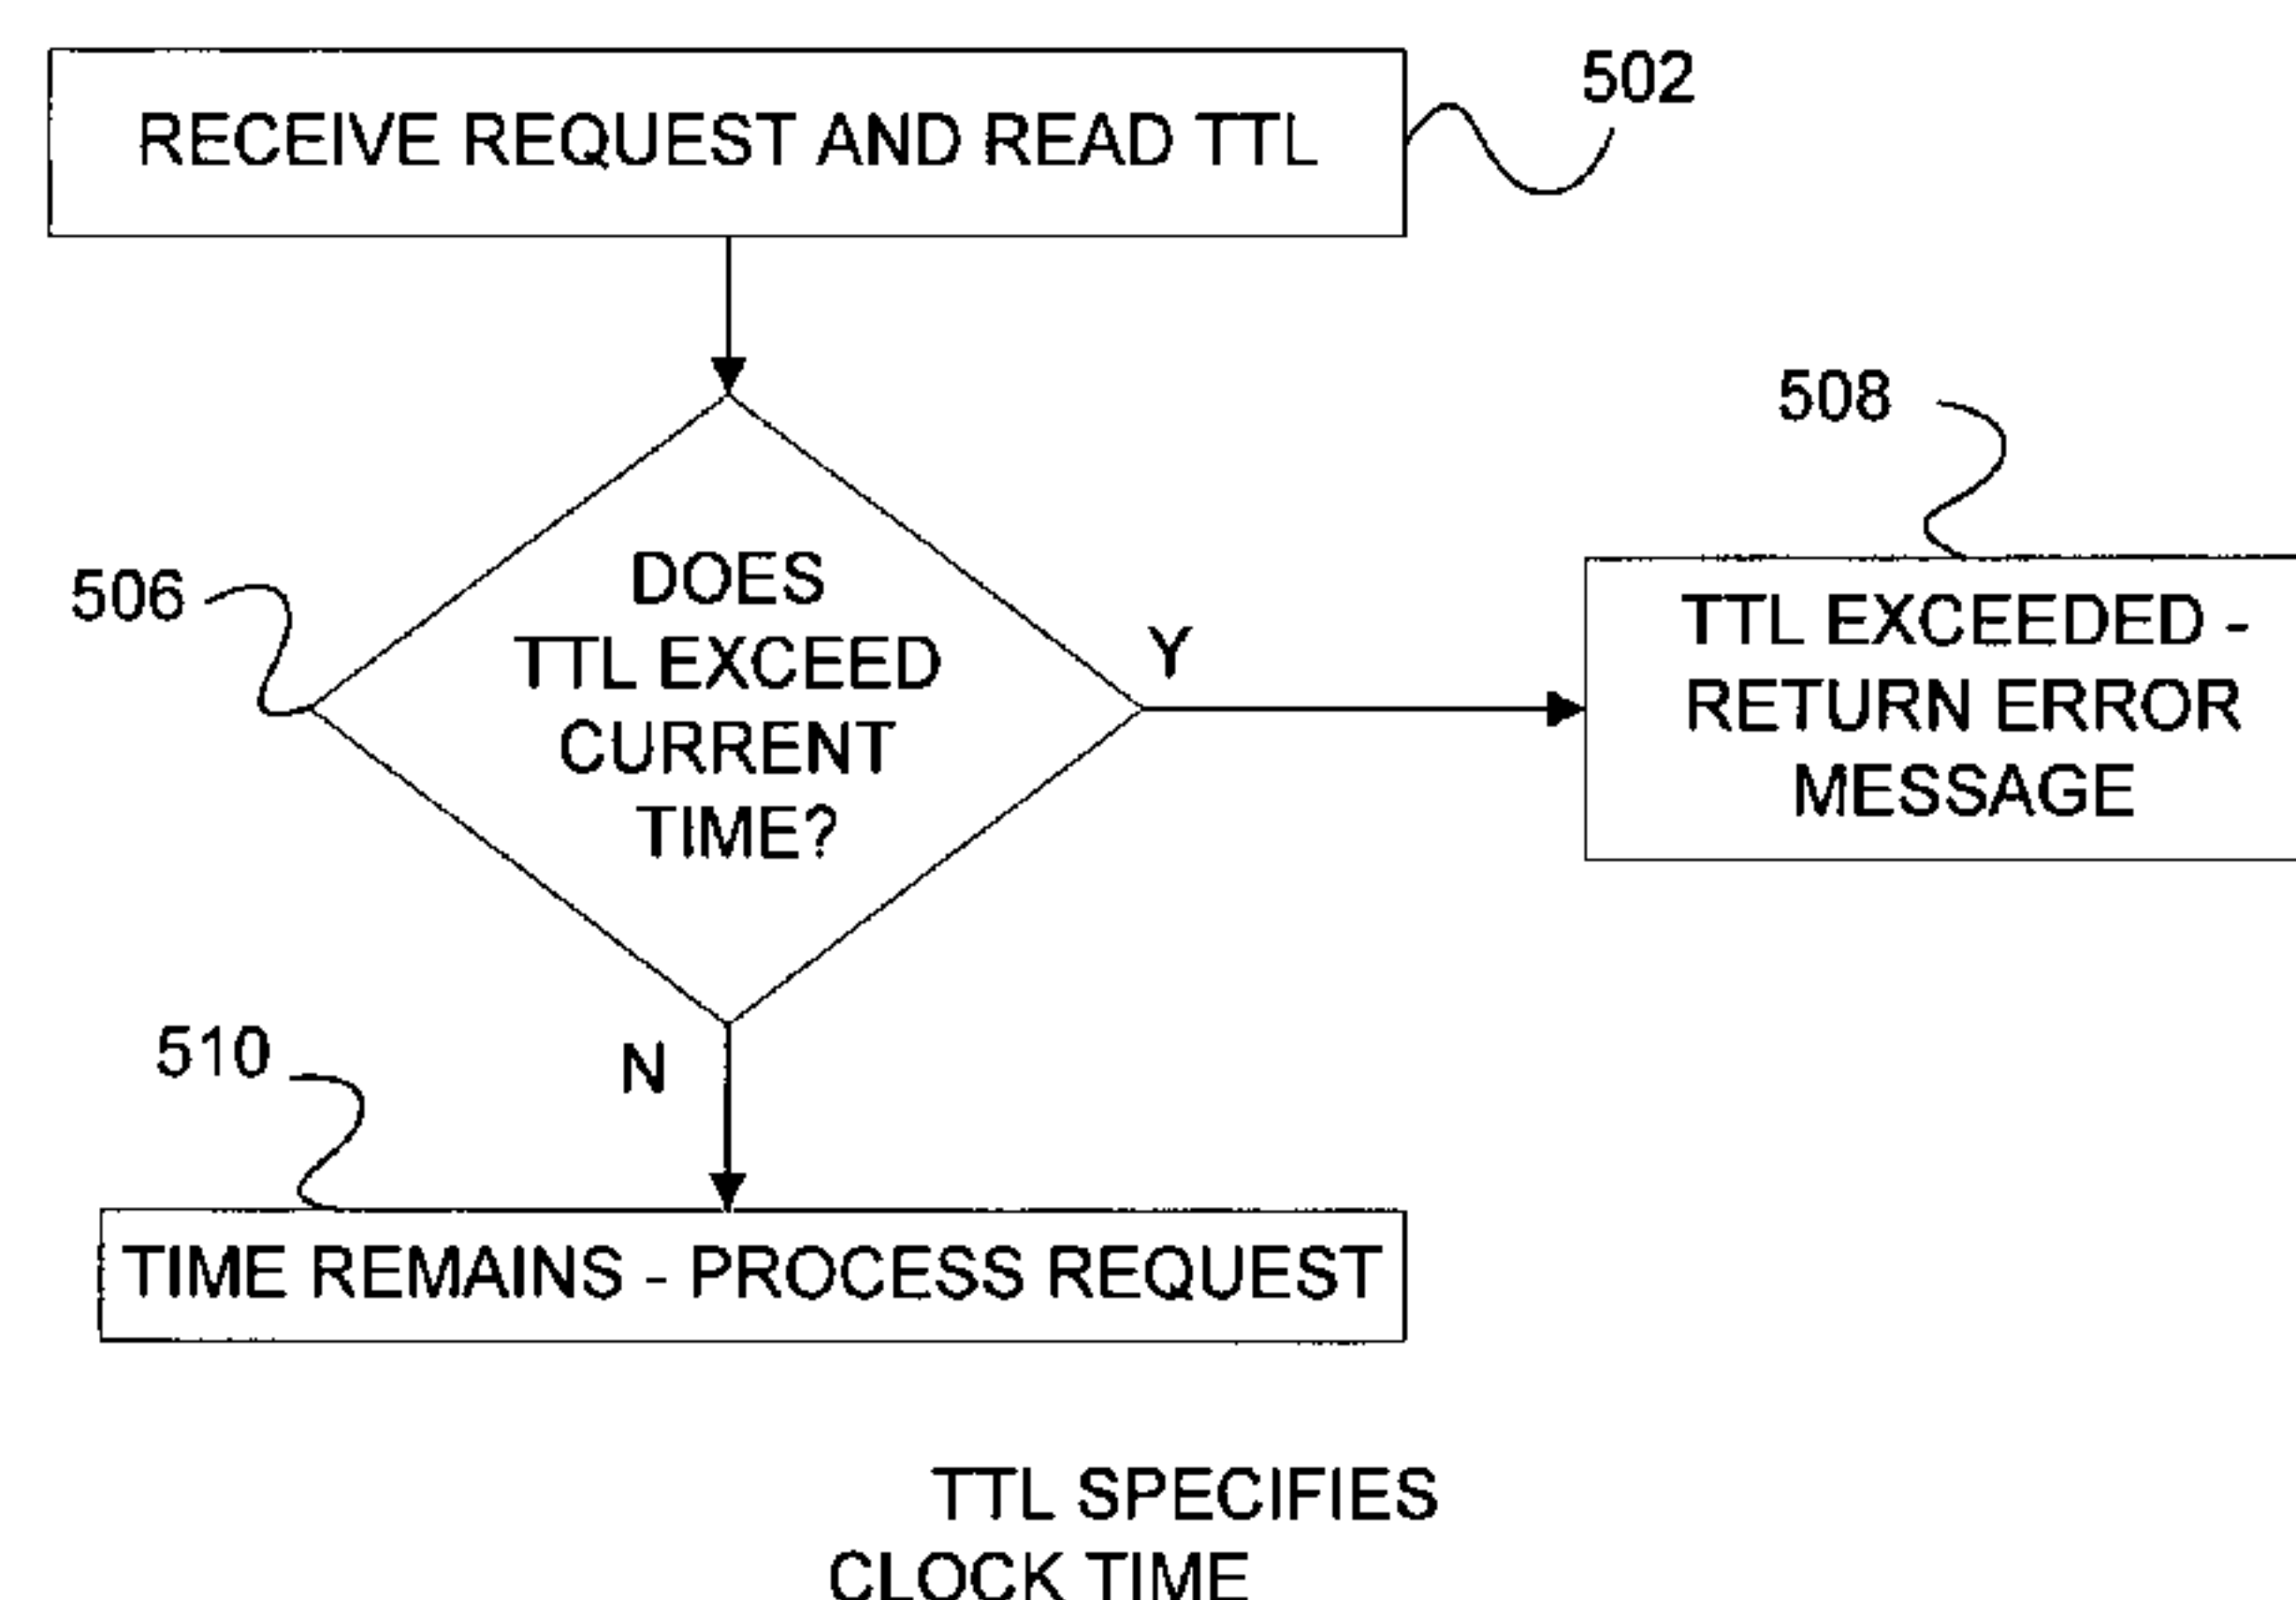 RECEIVE REQUEST AND READ TTL
502
508
506
DOES
TTL EXCEED
CURRENT
TIME?
Y
TTL EXCEEDED -
RETURN ERROR
MESSAGE
510
N
TIME REMAINS - PROCESS REQUEST
TTL SPECIFIES
CLOCK TIME